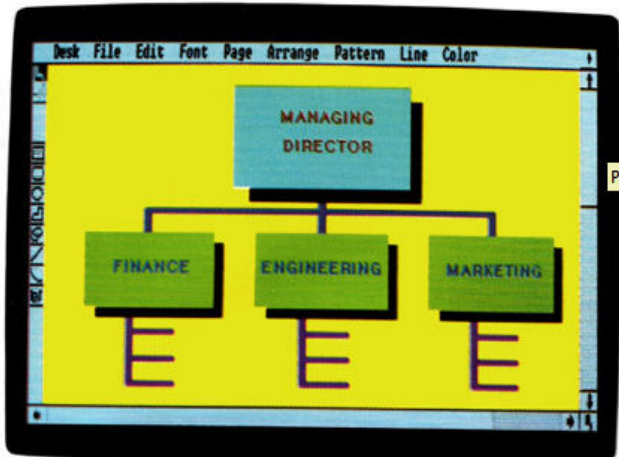 Desk File Edit Font Page Arrange Pattern Line Color
MANAGING
DIRECTOR
FINANCE
ENGINEERING
MARKETING
P